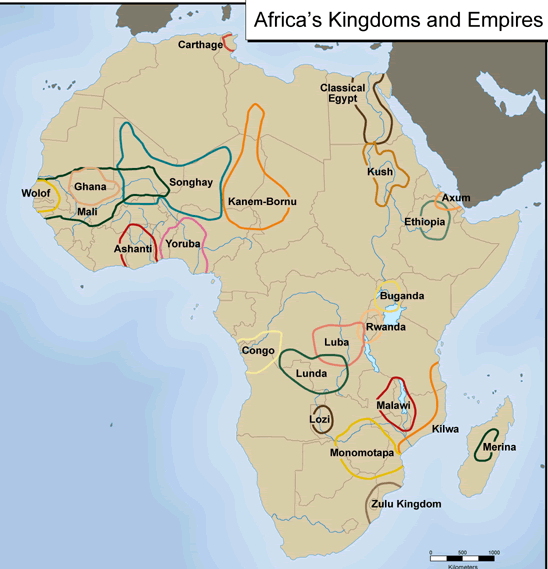 Africa's Kingdoms and Empires
Carthage
Classical
Egypt
Kush
Songhay
Ghana
Wolof
Mali
Kanem-Bornu
Axum
Ethiopia
Ashanti
Yoruba
Buganda
Rwanda
Luba
Congo
Lunda
Malawi
Lozi
Kilwa
Merina
Monomotapa
Zulu Kingdom
0 500 1000
Kilometers